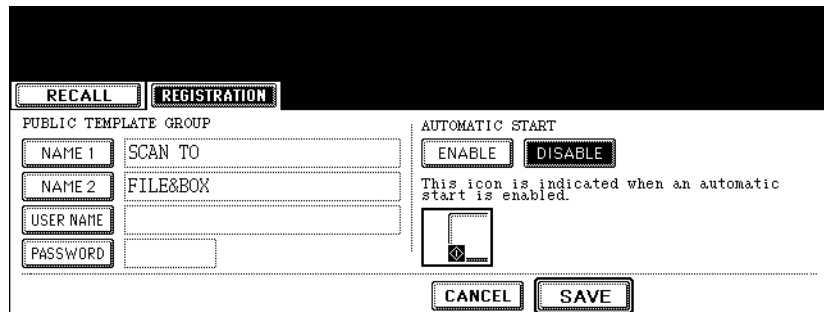 RECALL REGISTRATION
PUBLIC TEMPLATE GROUP
NAME 1 SCAN TO
NAME 2 FILE&BOX
USER NAME
PASSWORD
AUTOMATIC START
ENABLE DISABLE
This icon is indicated when an automatic
start is enabled.
CANCEL SAVE